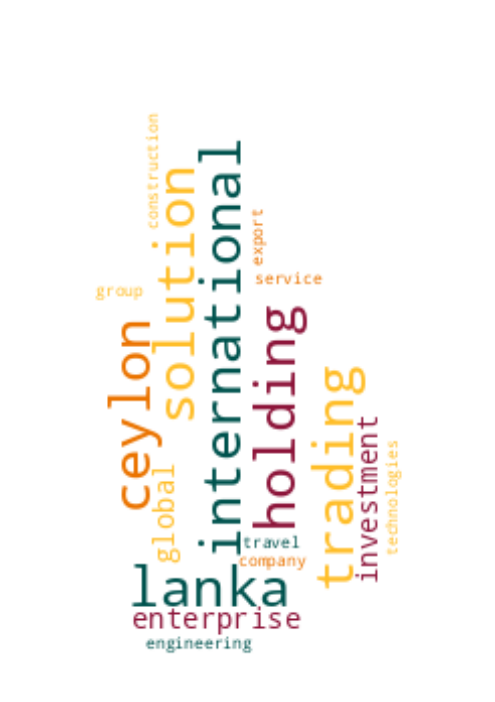 construction
solution
international
export
service
group
ceylon
holding
trading
investment
technologies
global
travel
company
lanka
enterprise
engineering